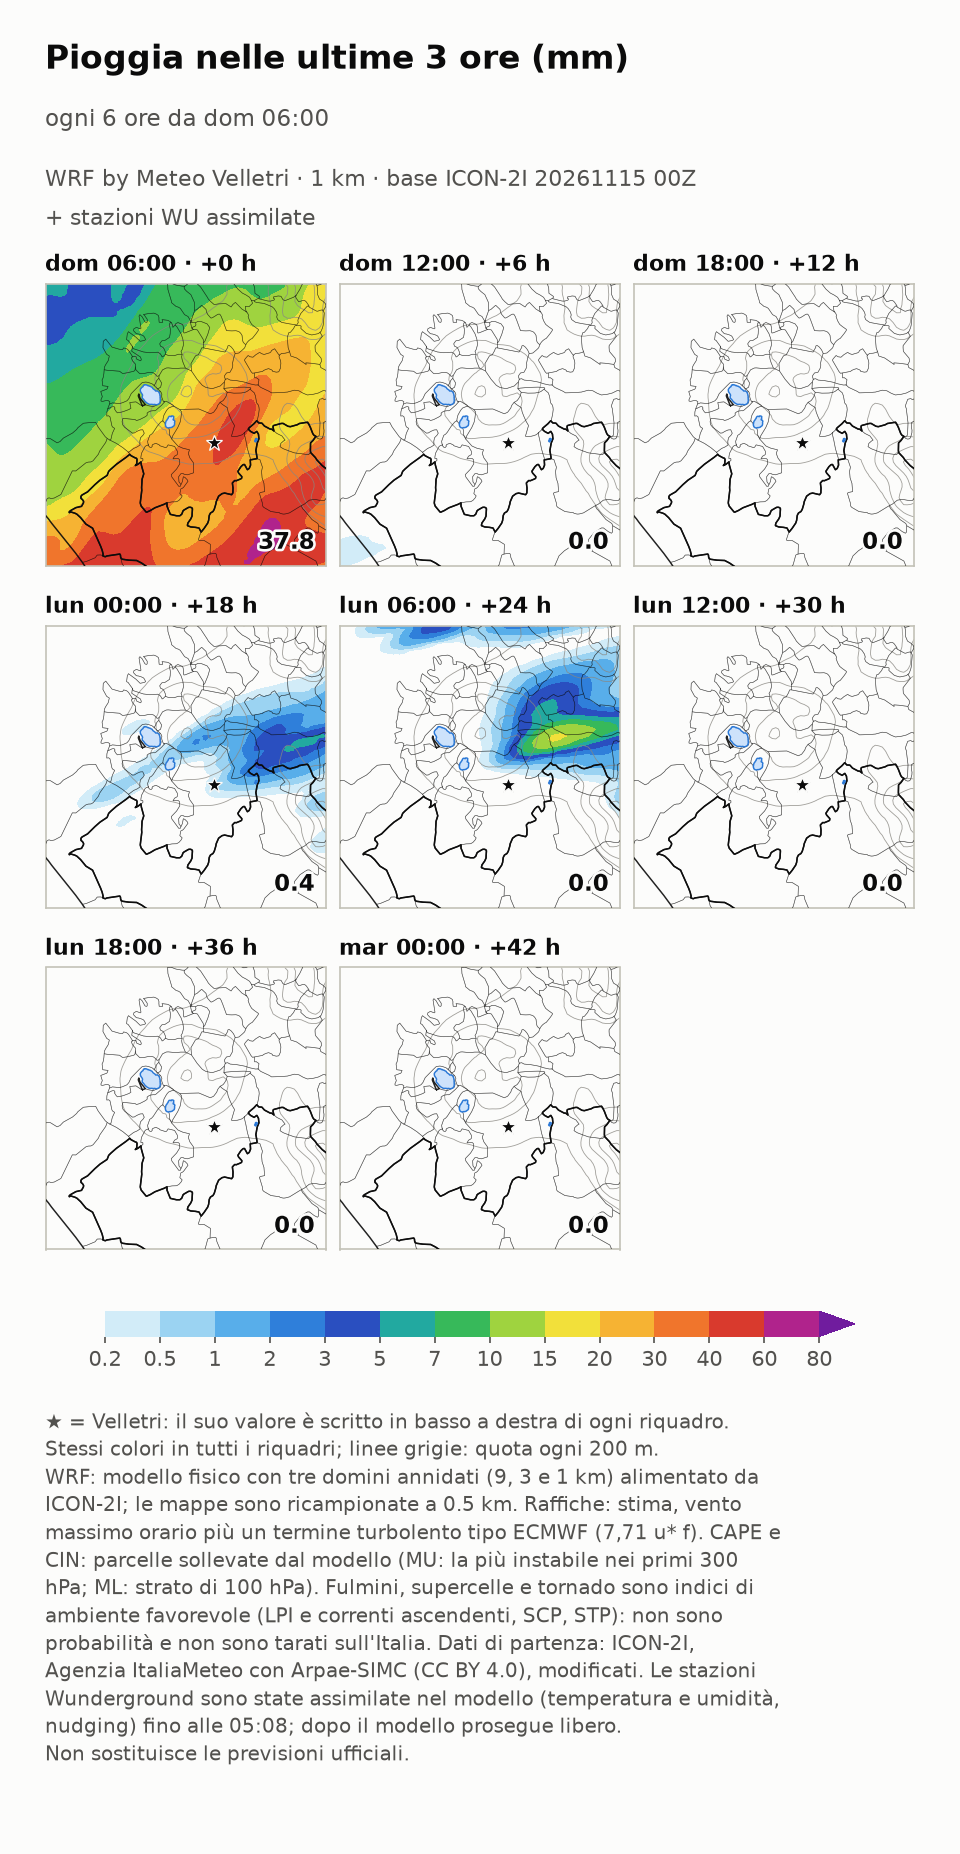 Pioggia nelle ultime 3 ore (mm)
ogni 6 ore da dom 06:00
WRF by Meteo Velletri · 1 km · base ICON-2I 20261115 00Z
+ stazioni WU assimilate
dom 06:00 · +0 h
dom 12:00 · +6 h
dom 18:00 · +12 h
37.8
0.0
0.0
lun 00:00 · +18 h
lun 06:00 · +24 h
lun 12:00 · +30 h
0.4
0.0
0.0
lun 18:00 · +36 h
mar 00:00 · +42 h
0.0
0.0
0.2 0.5 1 2 3 5 7 10 15 20 30 40 60 80
★ = Velletri: il suo valore è scritto in basso a destra di ogni riquadro.
Stessi colori in tutti i riquadri; linee grigie: quota ogni 200 m.
WRF: modello fisico con tre domini annidati (9, 3 e 1 km) alimentato da
ICON-2I; le mappe sono ricampionate a 0.5 km. Raffiche: stima, vento
massimo orario più un termine turbolento tipo ECMWF (7,71 u* f). CAPE e
CIN: parcelle sollevate dal modello (MU: la più instabile nei primi 300
hPa; ML: strato di 100 hPa). Fulmini, supercelle e tornado sono indici di
ambiente favorevole (LPI e correnti ascendenti, SCP, STP): non sono
probabilità e non sono tarati sull'Italia. Dati di partenza: ICON-2I,
Agenzia ItaliaMeteo con Arpae-SIMC (CC BY 4.0), modificati. Le stazioni
Wunderground sono state assimilate nel modello (temperatura e umidità,
nudging) fino alle 05:08; dopo il modello prosegue libero.
Non sostituisce le previsioni ufficiali.